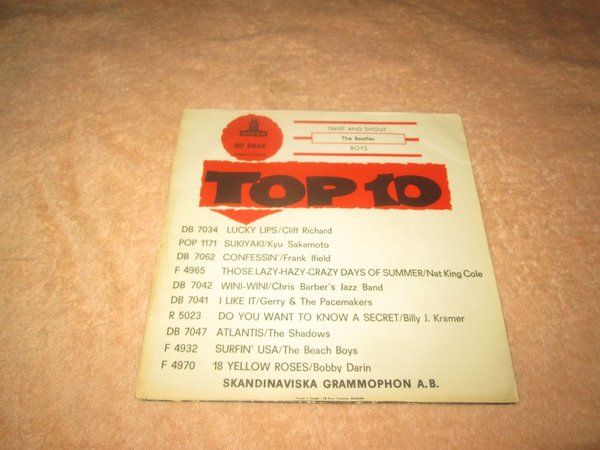 ODEON
SD 5946
TWIST AND SHOUT
The Beatles
BOYS
TOP 10
DB 7034 LUCKY LIPS/Cliff Richard
POP 1171 SUKIYAKI/Kyu Sakamoto
DB 7062 CONFESSIN'/Frank Ifield
F 4965 THOSE LAZY-HAZY-CRAZY DAYS OF SUMMER/Nat King Cole
DB 7042 WINI-WINI/Chris Barber's Jazz Band
DB 7041 I LIKE IT/Gerry & The Pacemakers
R 5023 DO YOU WANT TO KNOW A SECRET/Billy J. Kramer
DB 7047 ATLANTIS/The Shadows
F 4932 SURFIN' USA/The Beach Boys
F 4970 18 YELLOW ROSES/Bobby Darin
SKANDINAVISKA GRAMMOPHON A.B.